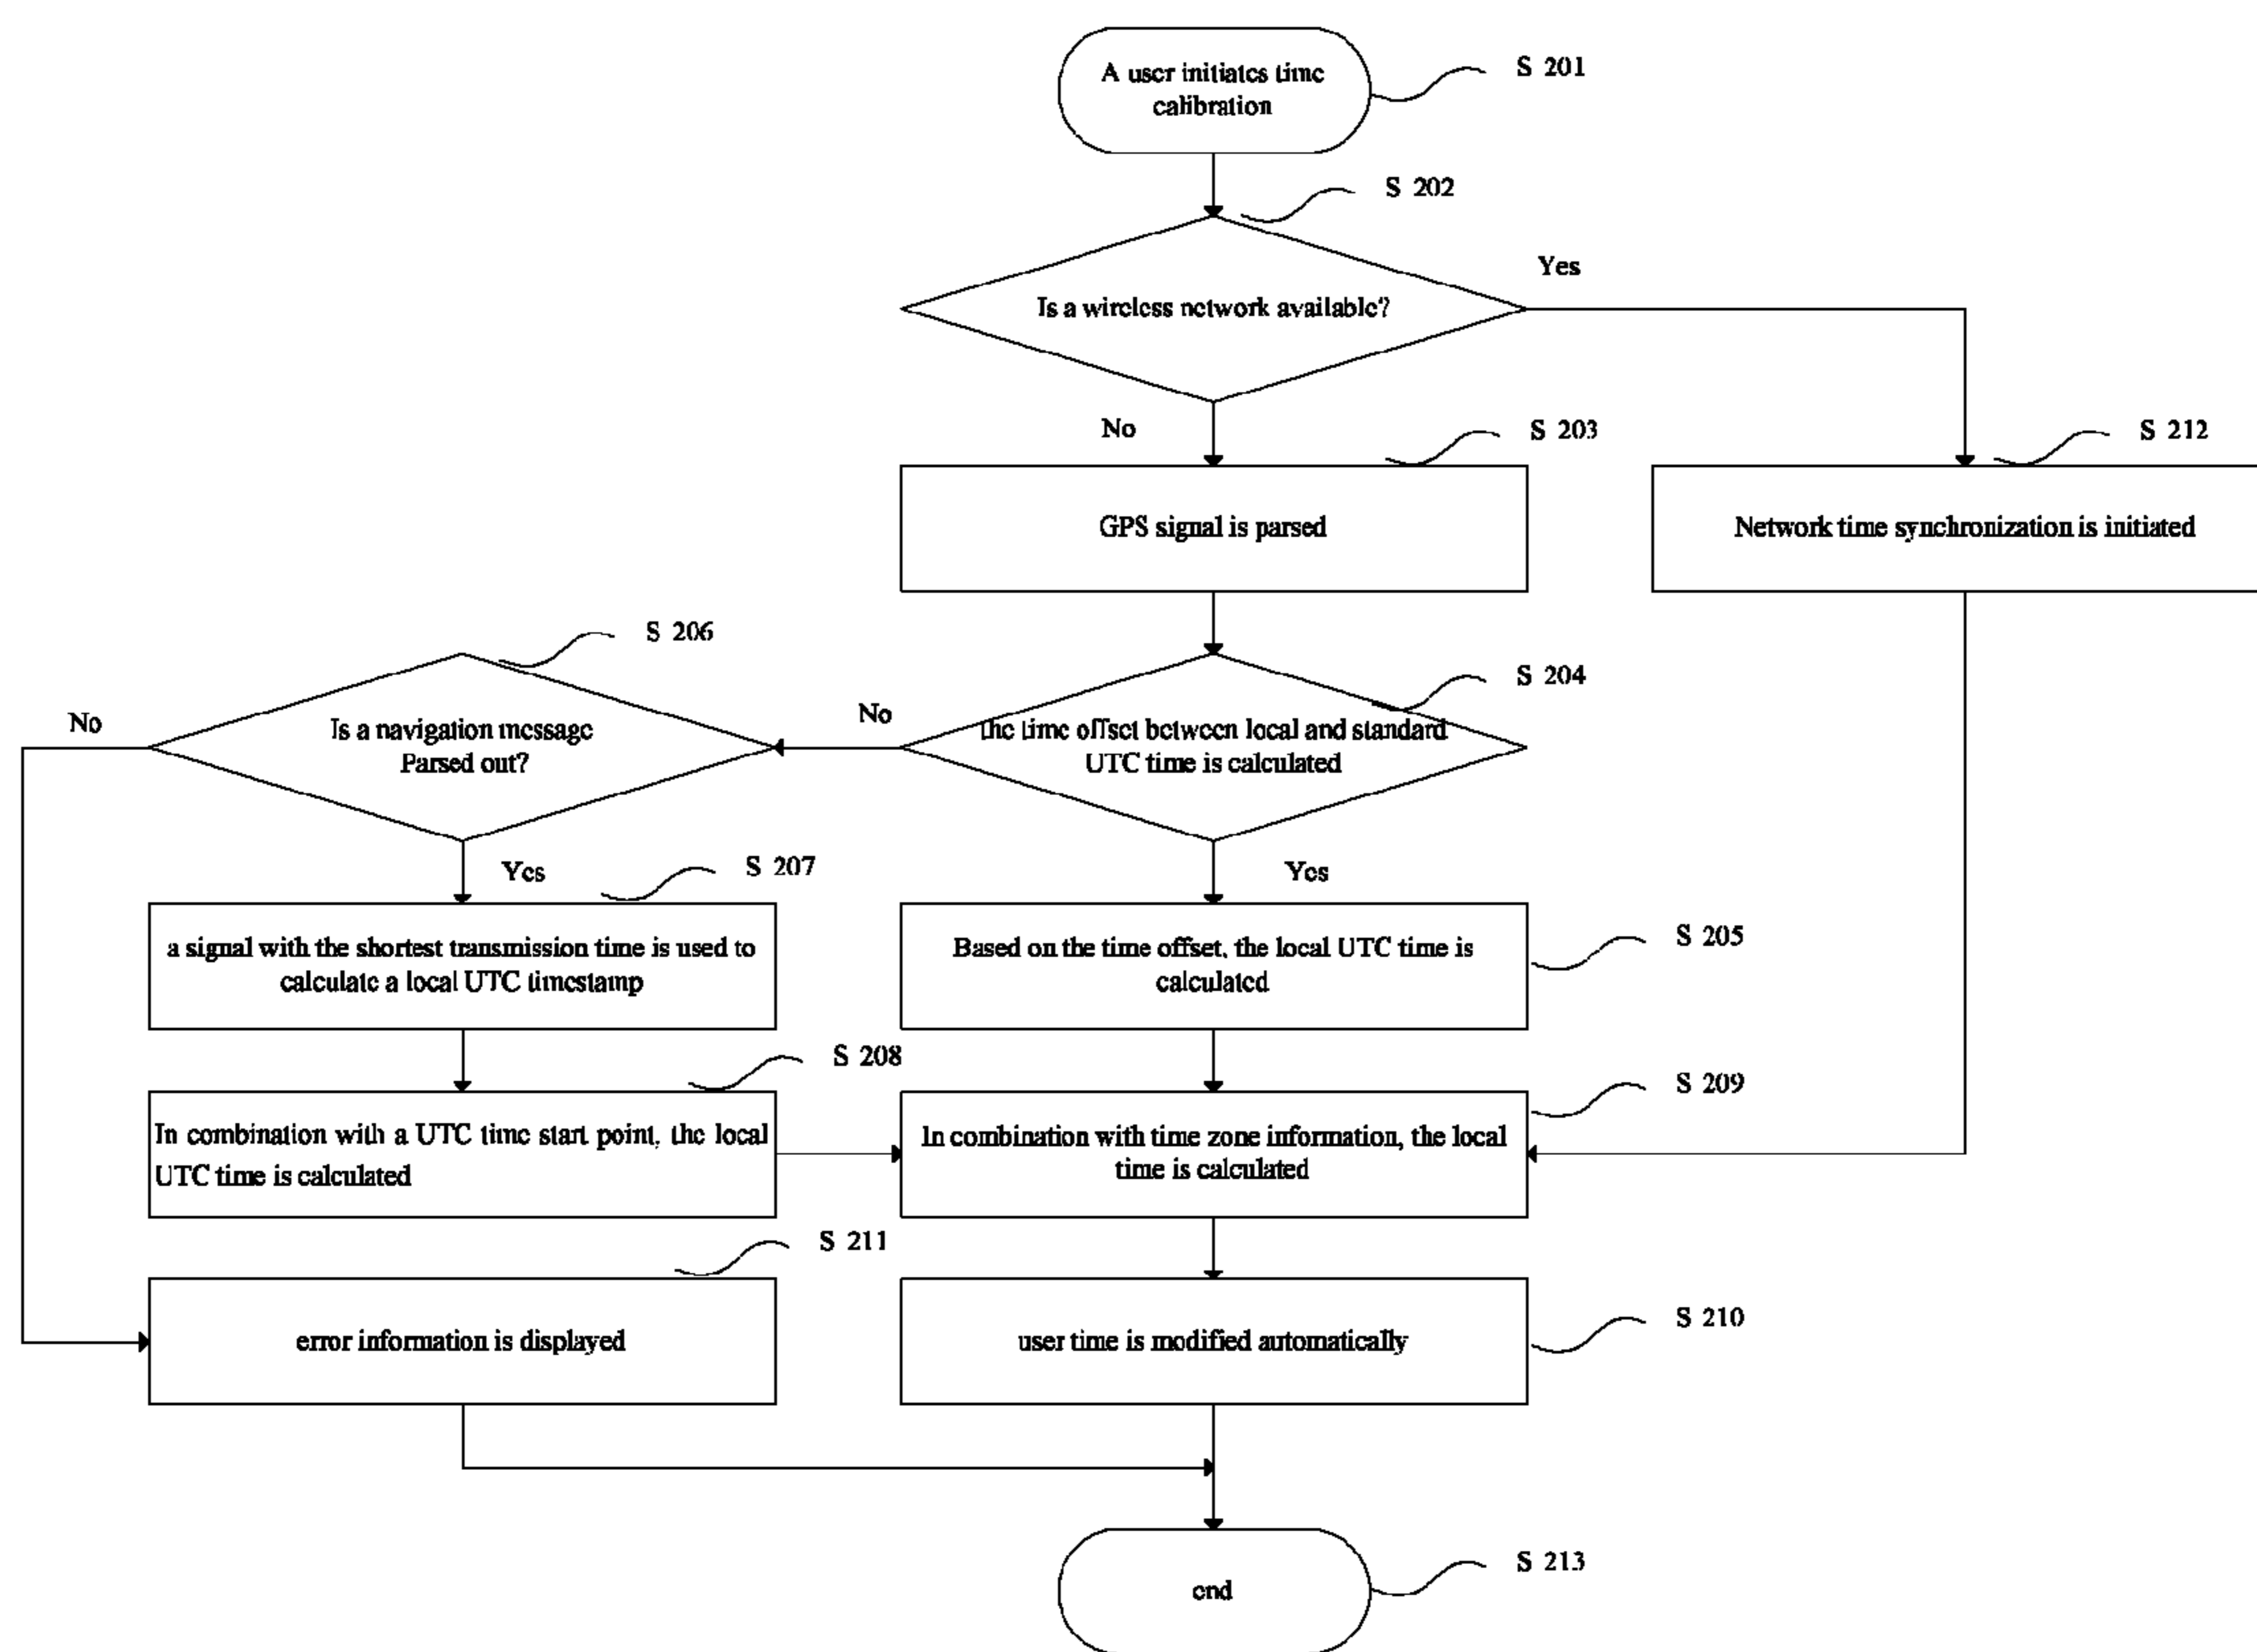 A user initiates time
calibration
S 201
S 202
Is a wireless network available?
Yes
No
S 203
S 212
GPS signal is parsed
Network time synchronization is initiated
S 206
S 204
No
Is a navigation message
Parsed out?
No
the time offset between local and standard
UTC time is calculated
Yes
S 207
Yes
a signal with the shortest transmission time is used to
calculate a local UTC timestamp
Based on the time offset, the local UTC time is
calculated
S 205
S 208
S 209
In combination with a UTC time start point, the local
UTC time is calculated
In combination with time zone information, the local
time is calculated
S 211
error information is displayed
user time is modified automatically
S 210
end
S 213